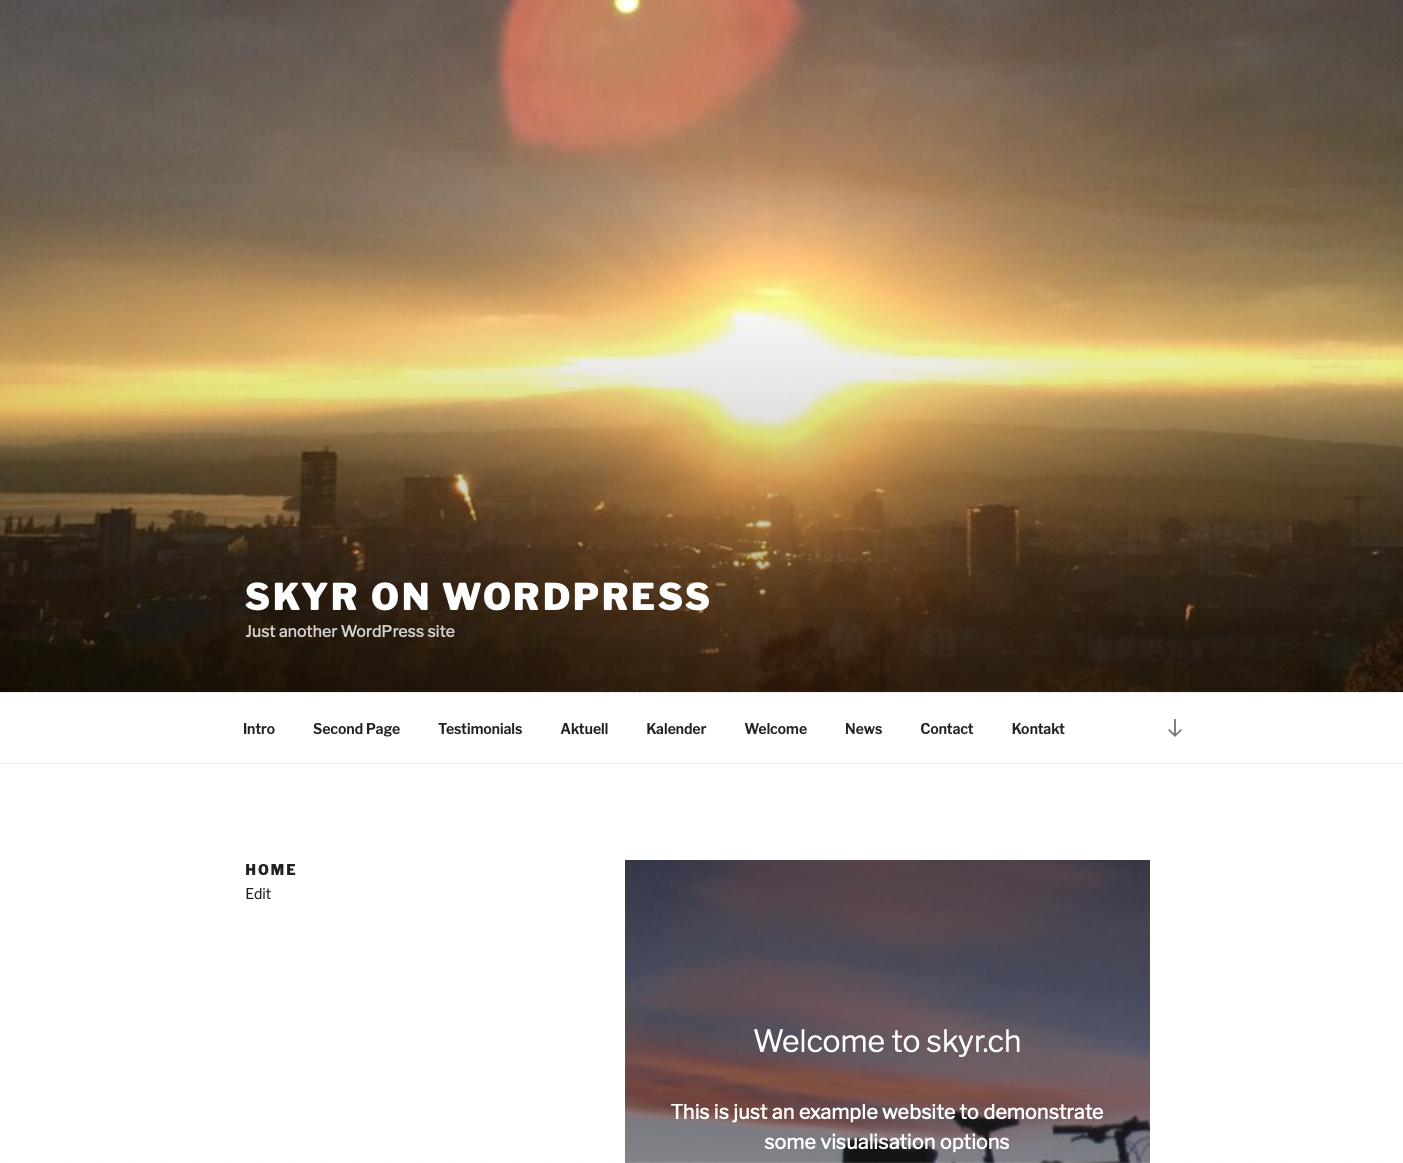 SKYR ON WORDPRESS
Just another WordPress site
Intro Second Page Testimonials Aktuell Kalender Welcome News Contact Kontakt
HOME
Edit
Welcome to skyr.ch
This is just an example website to demonstrate
some visualisation options